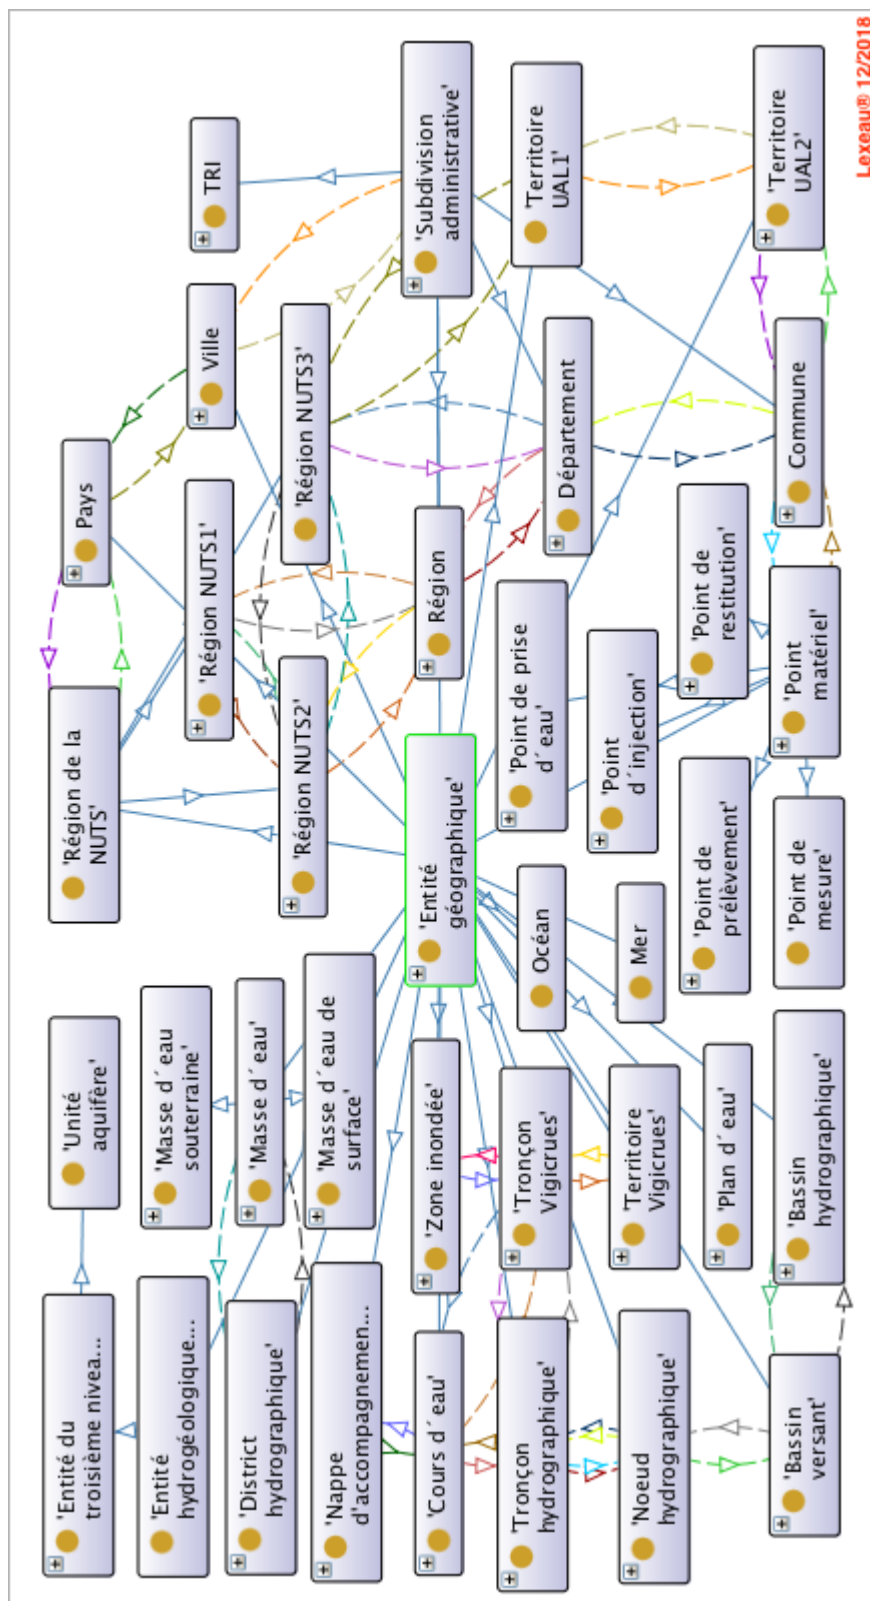 'Entité du
troisième nivea...
'Unité
aquifère'
'Région de la
NUTS'
Pays
'Entité
hydrogéologique...
'Masse d´ eau
souterraine'
'Région NUTS1'
Ville
TRI
'District
hydrographique'
'Masse d´ eau'
'Région NUTS2'
'Région NUTS3'
'Nappe
d'accompagnemen...
'Masse d´ eau de
surface'
'Cours d´ eau'
'Zone inondée'
'Entité
géographique'
Région
'Subdivision
administrative'
'Tronçon
hydrographique'
'Tronçon
Vigicrues'
Océan
'Point de prise
d´ eau'
Département
'Territoire
UAL1'
'Noeud
hydrographique'
'Territoire
Vigicrues'
Mer
'Point
d´injection'
'Plan d´ eau'
'Point de
prélèvement'
'Point de
restitution'
'Bassin
versant'
'Bassin
hydrographique'
'Point de
mesure'
'Point
matériel'
Commune
'Territoire
UAL2'
Lexeau® 12/2018